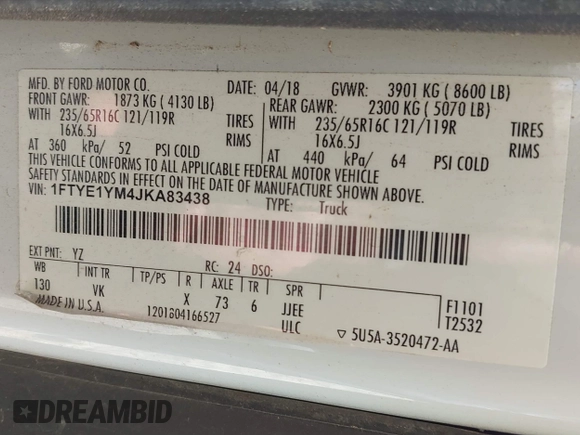 MFD. BY FORD MOTOR CO. DATE: 04/18 GVWR: 3901 KG ( 8600 LB)
FRONT GAWR: 1873 KG ( 4130 LB) REAR GAWR: 2300 KG ( 5070 LB)
WITH 235/65R16C 121/119R TIRES WITH 235/65R16C 121/119R TIRES
16X6.5J RIMS 16X6.5J RIMS
AT 360 kPa/ 52 PSI COLD AT 440 kPa/ 64 PSI COLD
THIS VEHICLE CONFORMS TO ALL APPLICABLE FEDERAL MOTOR VEHICLE
SAFETY STANDARDS IN EFFECT ON THE DATE OF MANUFACTURE SHOWN ABOVE.
VIN: 1FTYE1YM4JKA83438 TYPE: Truck
EXT PNT: YZ RC: 24 DSO:
WB INT TR TP/PS R AXLE TR SPR
130 VK X 73 6 JJEE F1101
MADE IN U.S.A. 1201804166527 ULC T2532
▽ 5U5A-3520472-AA
DREAMBID